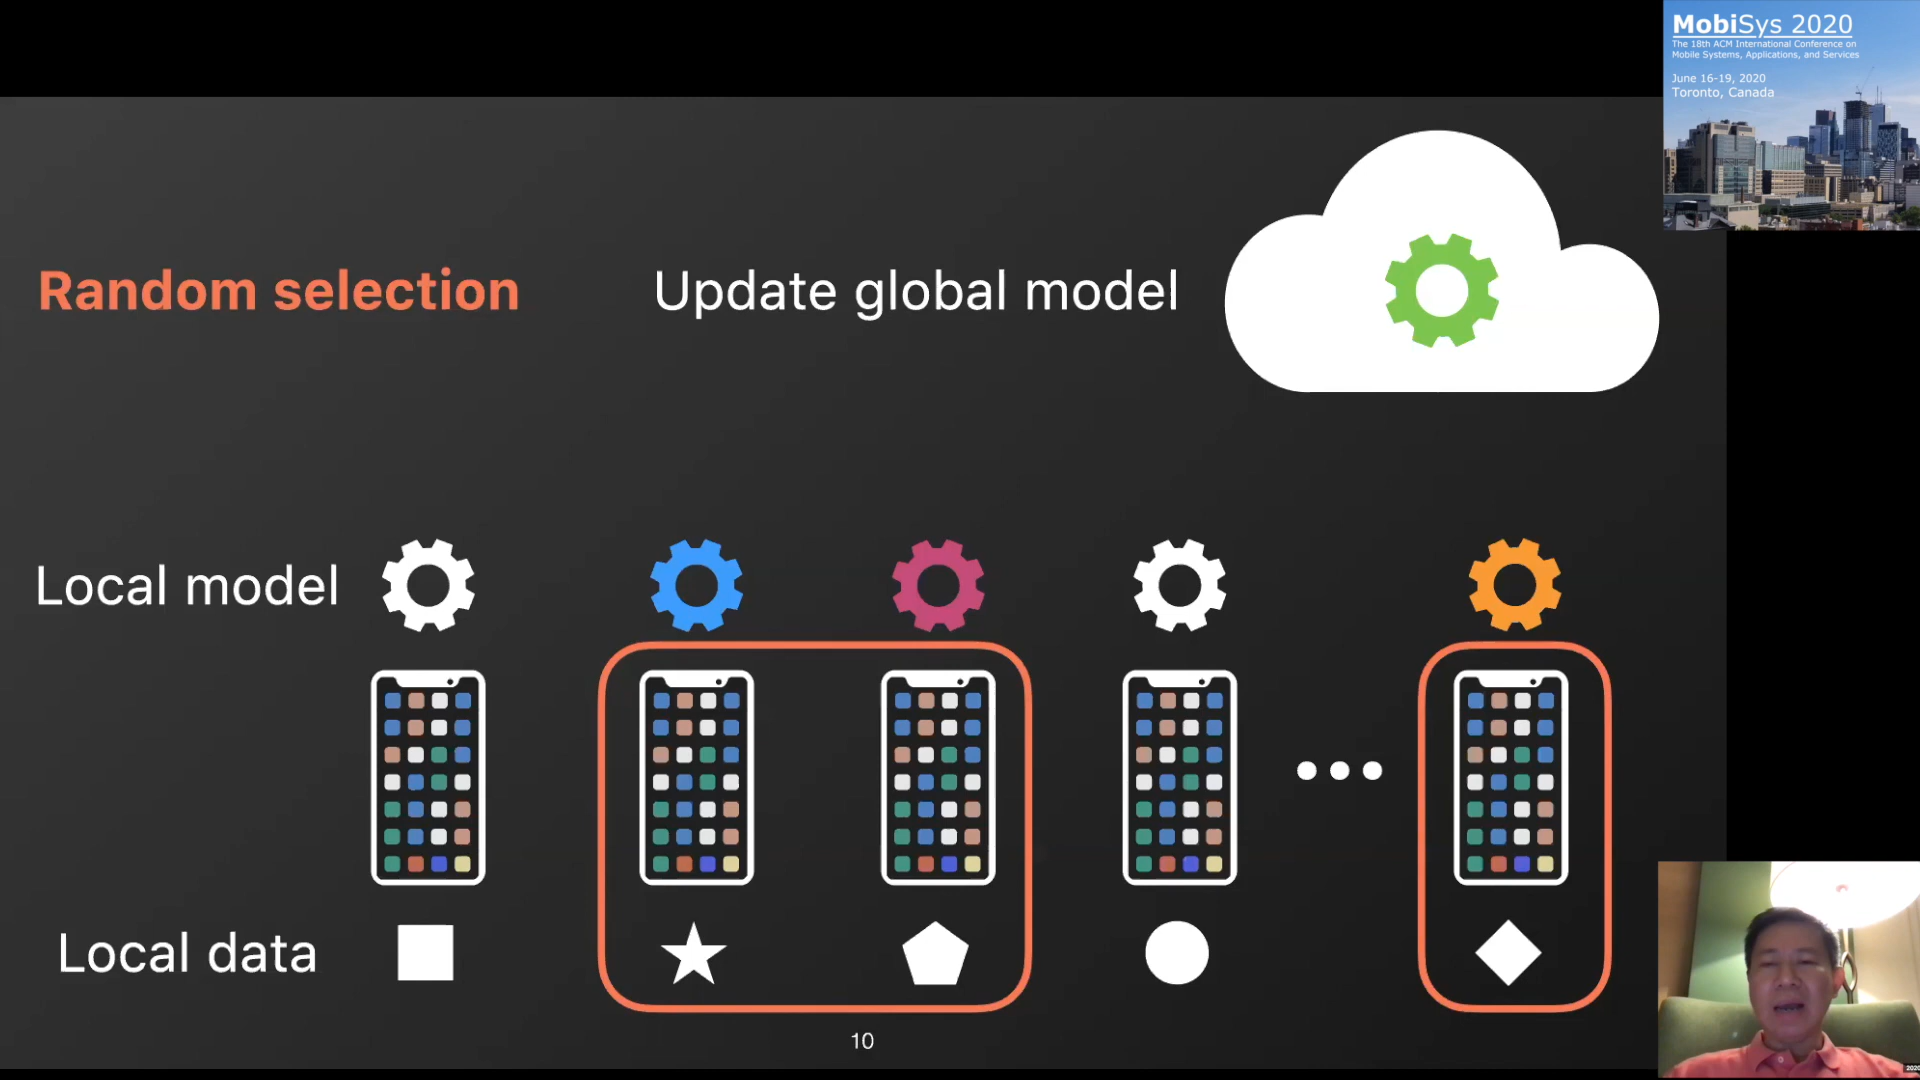 MobiSys 2020
The 18th ACM International Conference on
Mobile Systems, Applications, and Services
June 16-19, 2020
Toronto, Canada
Random selection
Update global model
Local model
Local data
10